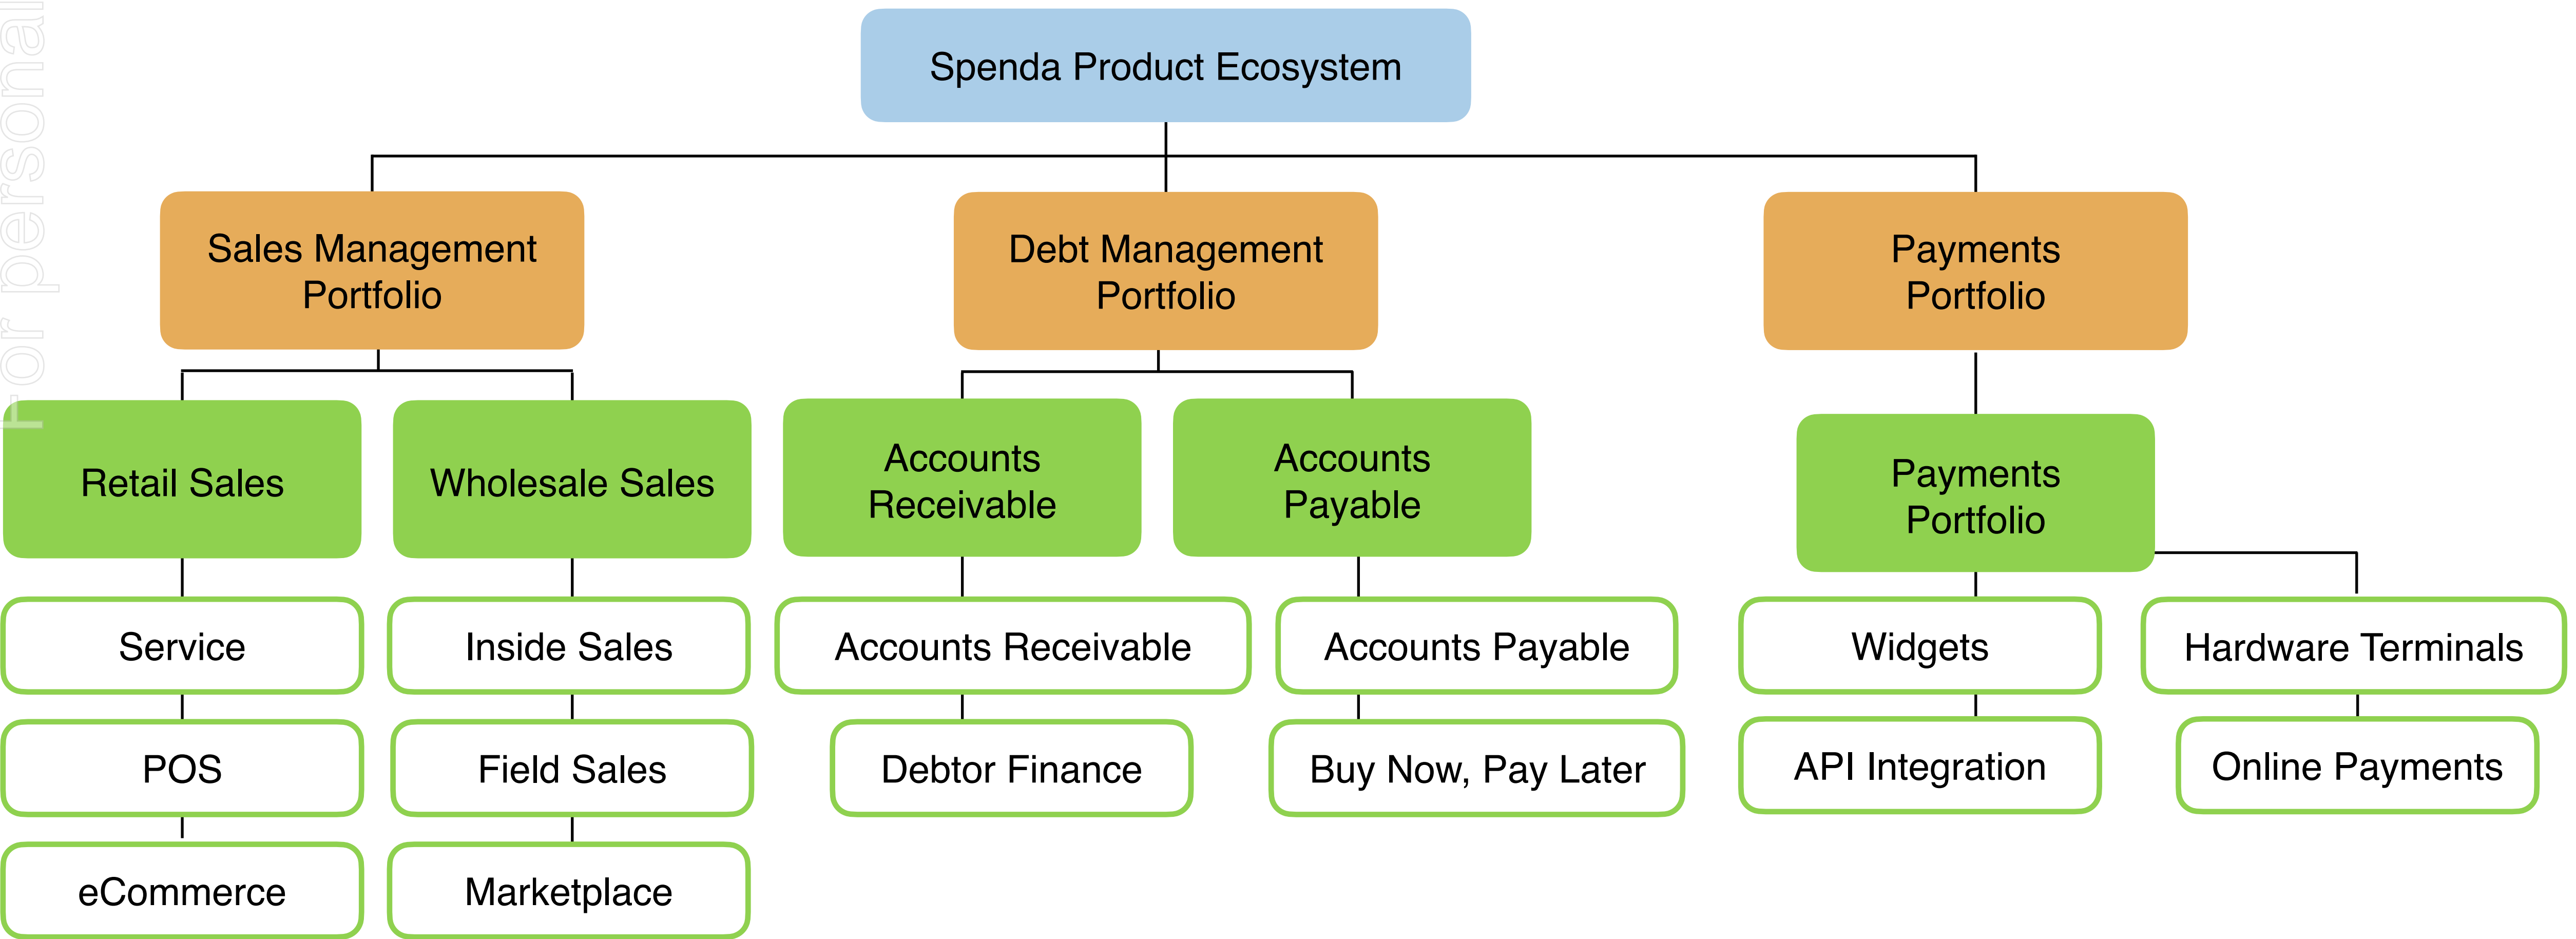 For personal
Spenda Product Ecosystem
Sales Management
Portfolio
Debt Management
Portfolio
Payments
Portfolio
Retail Sales
Wholesale Sales
Accounts
Receivable
Accounts
Payable
Payments
Portfolio
Service
Inside Sales
Accounts Receivable
Accounts Payable
Widgets
Hardware Terminals
POS
Field Sales
Debtor Finance
Buy Now, Pay Later
API Integration
Online Payments
eCommerce
Marketplace